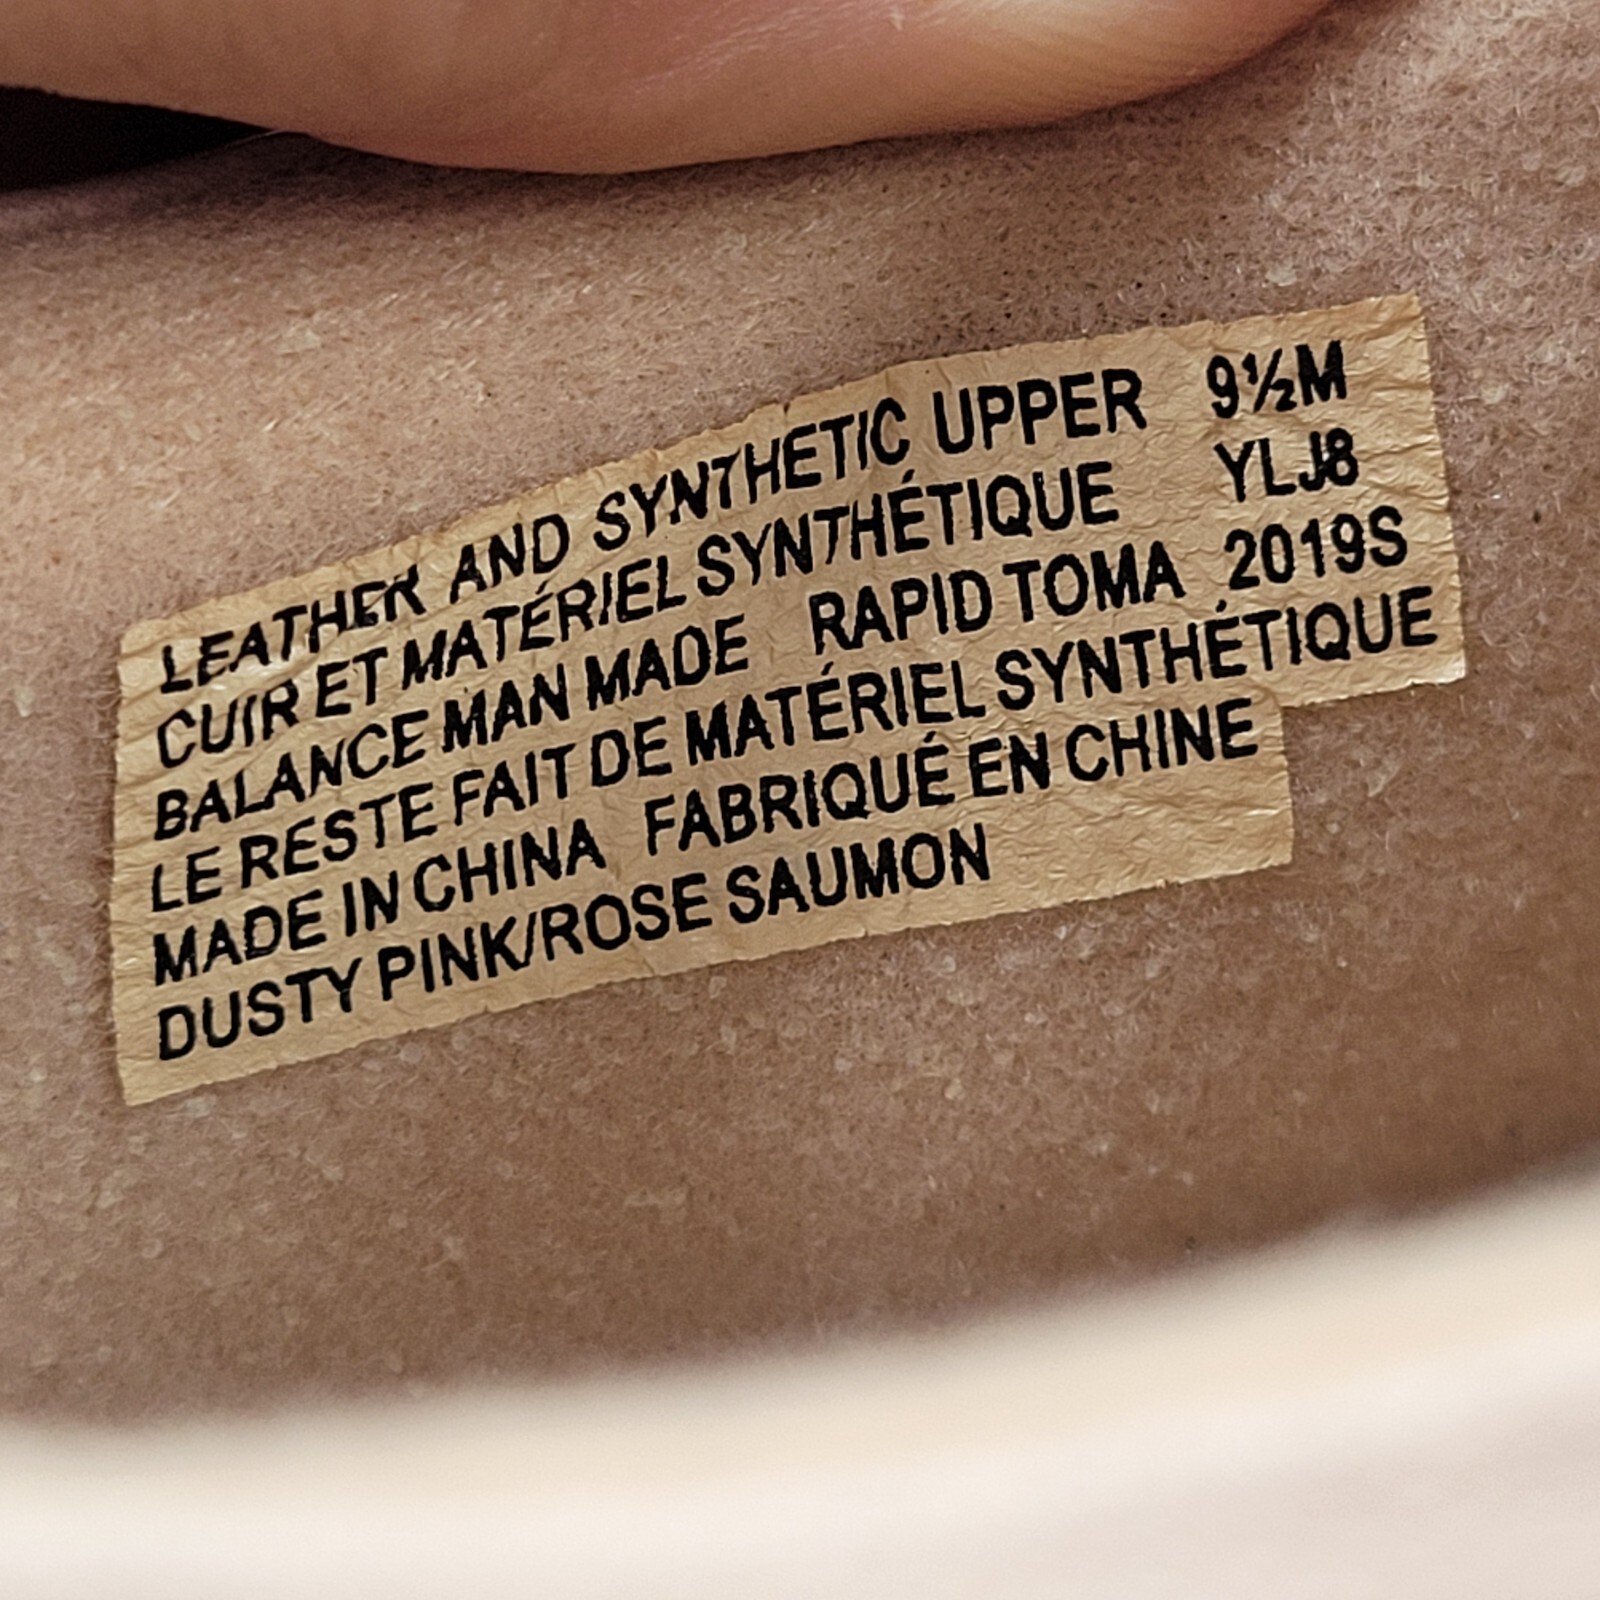 LEATHER AND SYNTHETIC UPPER 9½M
CUIR ET MATÉRIEL SYNTHÉTIQUE YLJ8
BALANCE MAN MADE RAPID TOMA 2019S
LE RESTE FAIT DE MATÉRIEL SYNTHÉTIQUE
MADE IN CHINA FABRIQUÉ EN CHINE
DUSTY PINK/ROSE SAUMON